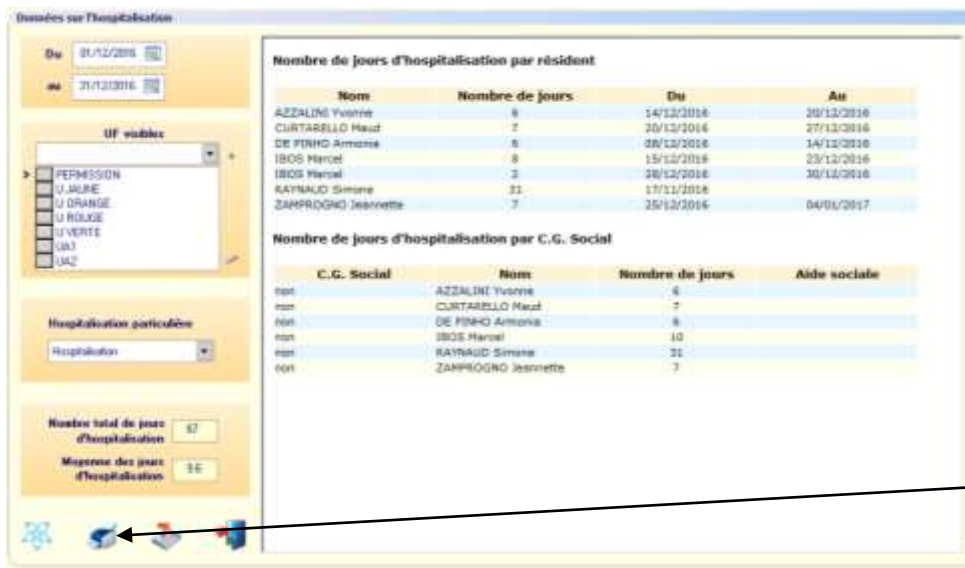 Données sur l'hospitalisation
Du 01/12/2016
au 31/12/2016
UF visibles
PERMISSION
U JAUNE
U ORANGE
U ROUGE
U VERTE
UA1
UA2
Hospitalisation particulière
Hospitalisation
Nombre total de jours
d'hospitalisation
67
Moyenne des jours
d'hospitalisation
9.6
Nombre de jours d'hospitalisation par résident
Nom Nombre de jours Du Au
AZZALINI Yvonne 6 14/12/2016 20/12/2016
CURTARELLO Maud 7 20/12/2016 27/12/2016
DE PINHO Armonia 6 08/12/2016 14/12/2016
IBOS Marcel 8 15/12/2016 23/12/2016
IBOS Marcel 2 28/12/2016 30/12/2016
RAYNAUD Simone 31 17/11/2016
ZAMPROGNO Jeannette 7 25/12/2016 04/01/2017
Nombre de jours d'hospitalisation par C.G. Social
C.G. Social Nom Nombre de jours Aide sociale
non AZZALINI Yvonne 6
non CURTARELLO Maud 7
non DE PINHO Armonia 6
non IBOS Marcel 10
non RAYNAUD Simone 31
non ZAMPROGNO Jeannette 7